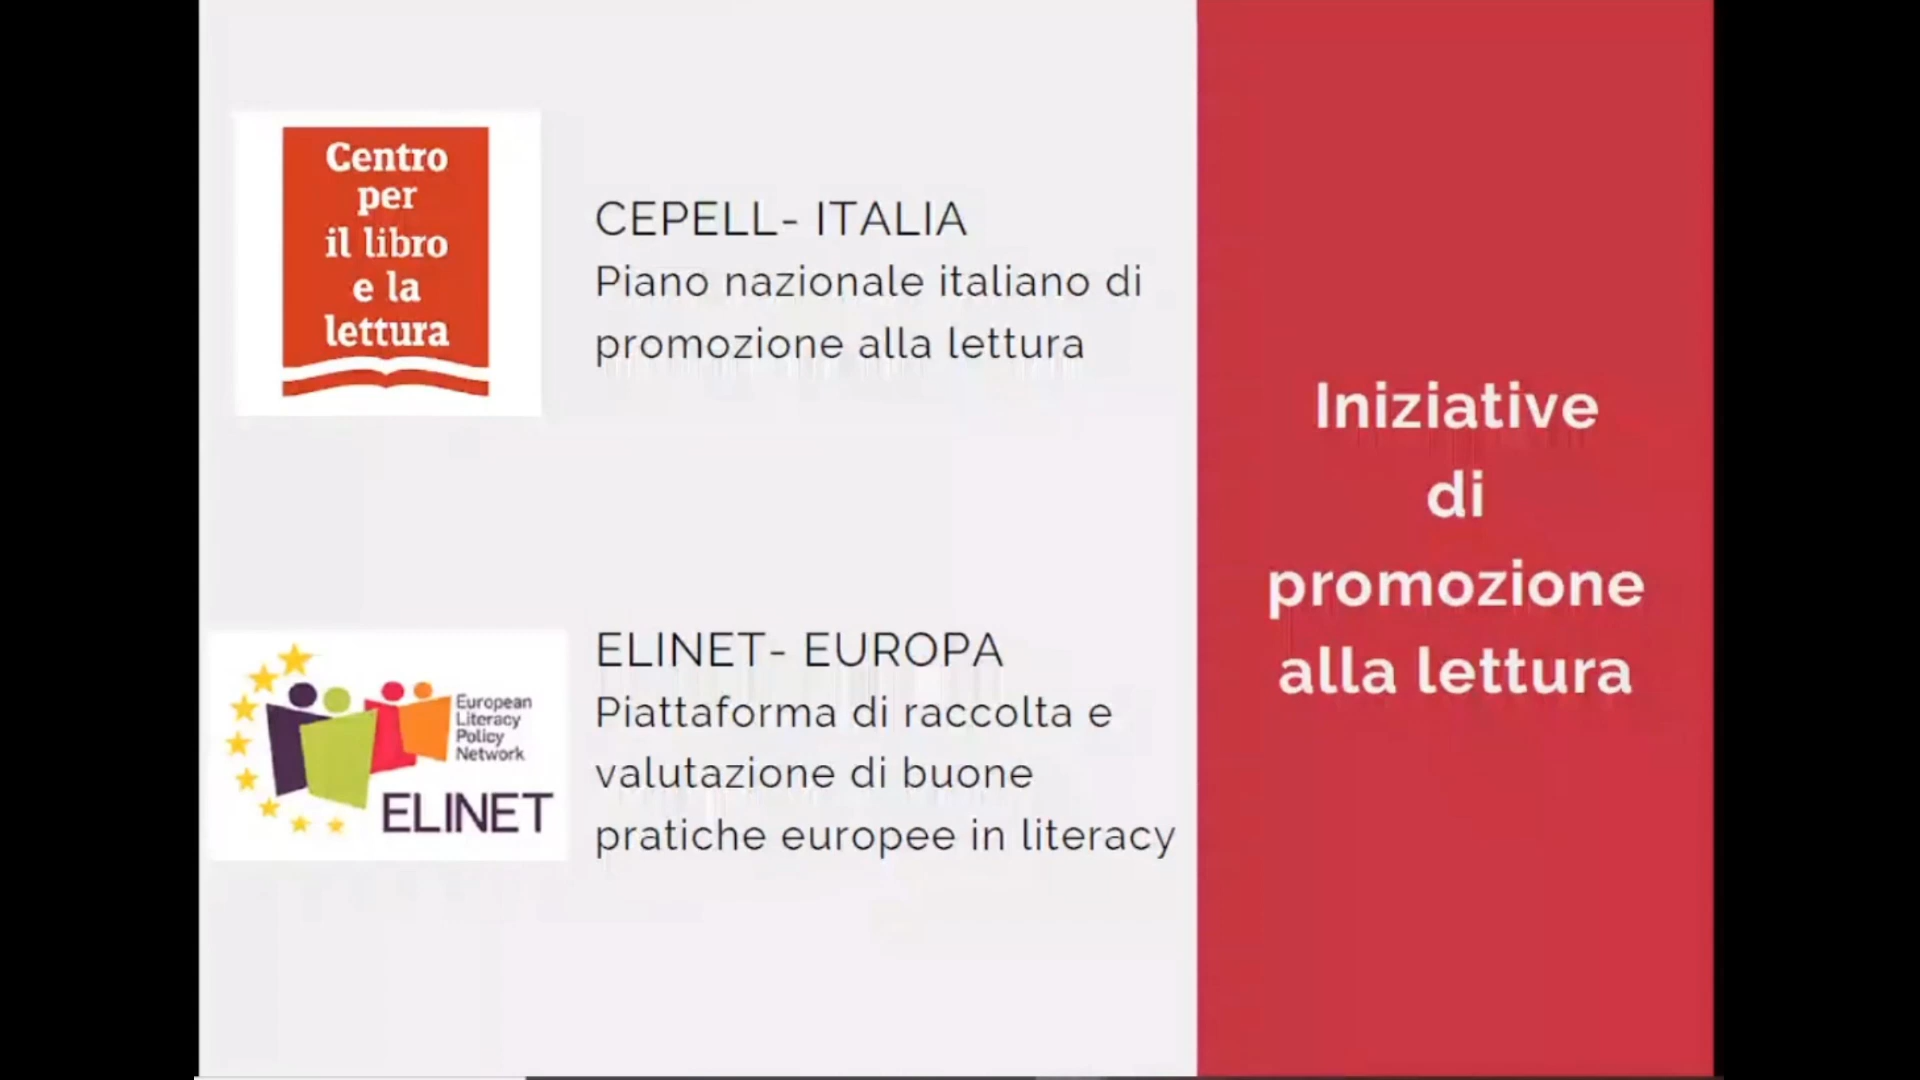 Centro
per
il libro
e la
lettura
CEPELL- ITALIA
Piano nazionale italiano di
promozione alla lettura
European
Literacy
Policy
Network
ELINET
ELINET- EUROPA
Piattaforma di raccolta e
valutazione di buone
pratiche europee in literacy
Iniziative
di
promozione
alla lettura